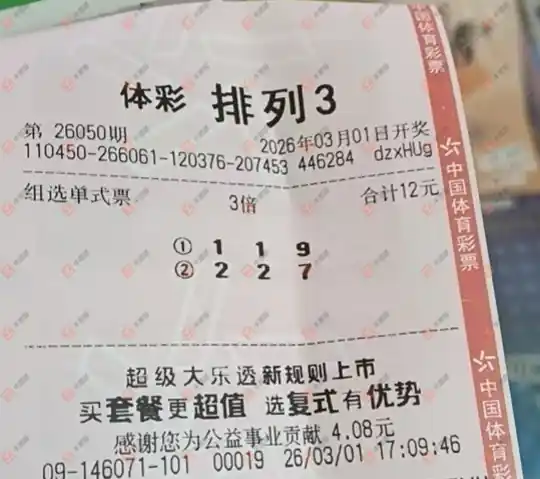 体彩 排列3
第 26050期
2026年03月01日开奖
110450-266061-120376-207453 446284 dzxHUg
组选单式票 3倍 合计12元
① 1 1 9
② 2 2 7
超级大乐透新规则上市
买套餐更超值 选复式有优势
感谢您为公益事业贡献 4.08元
09-146071-101 00019 26/03/01 17:09:46
国体育彩票
中国体育彩票
中国体育彩